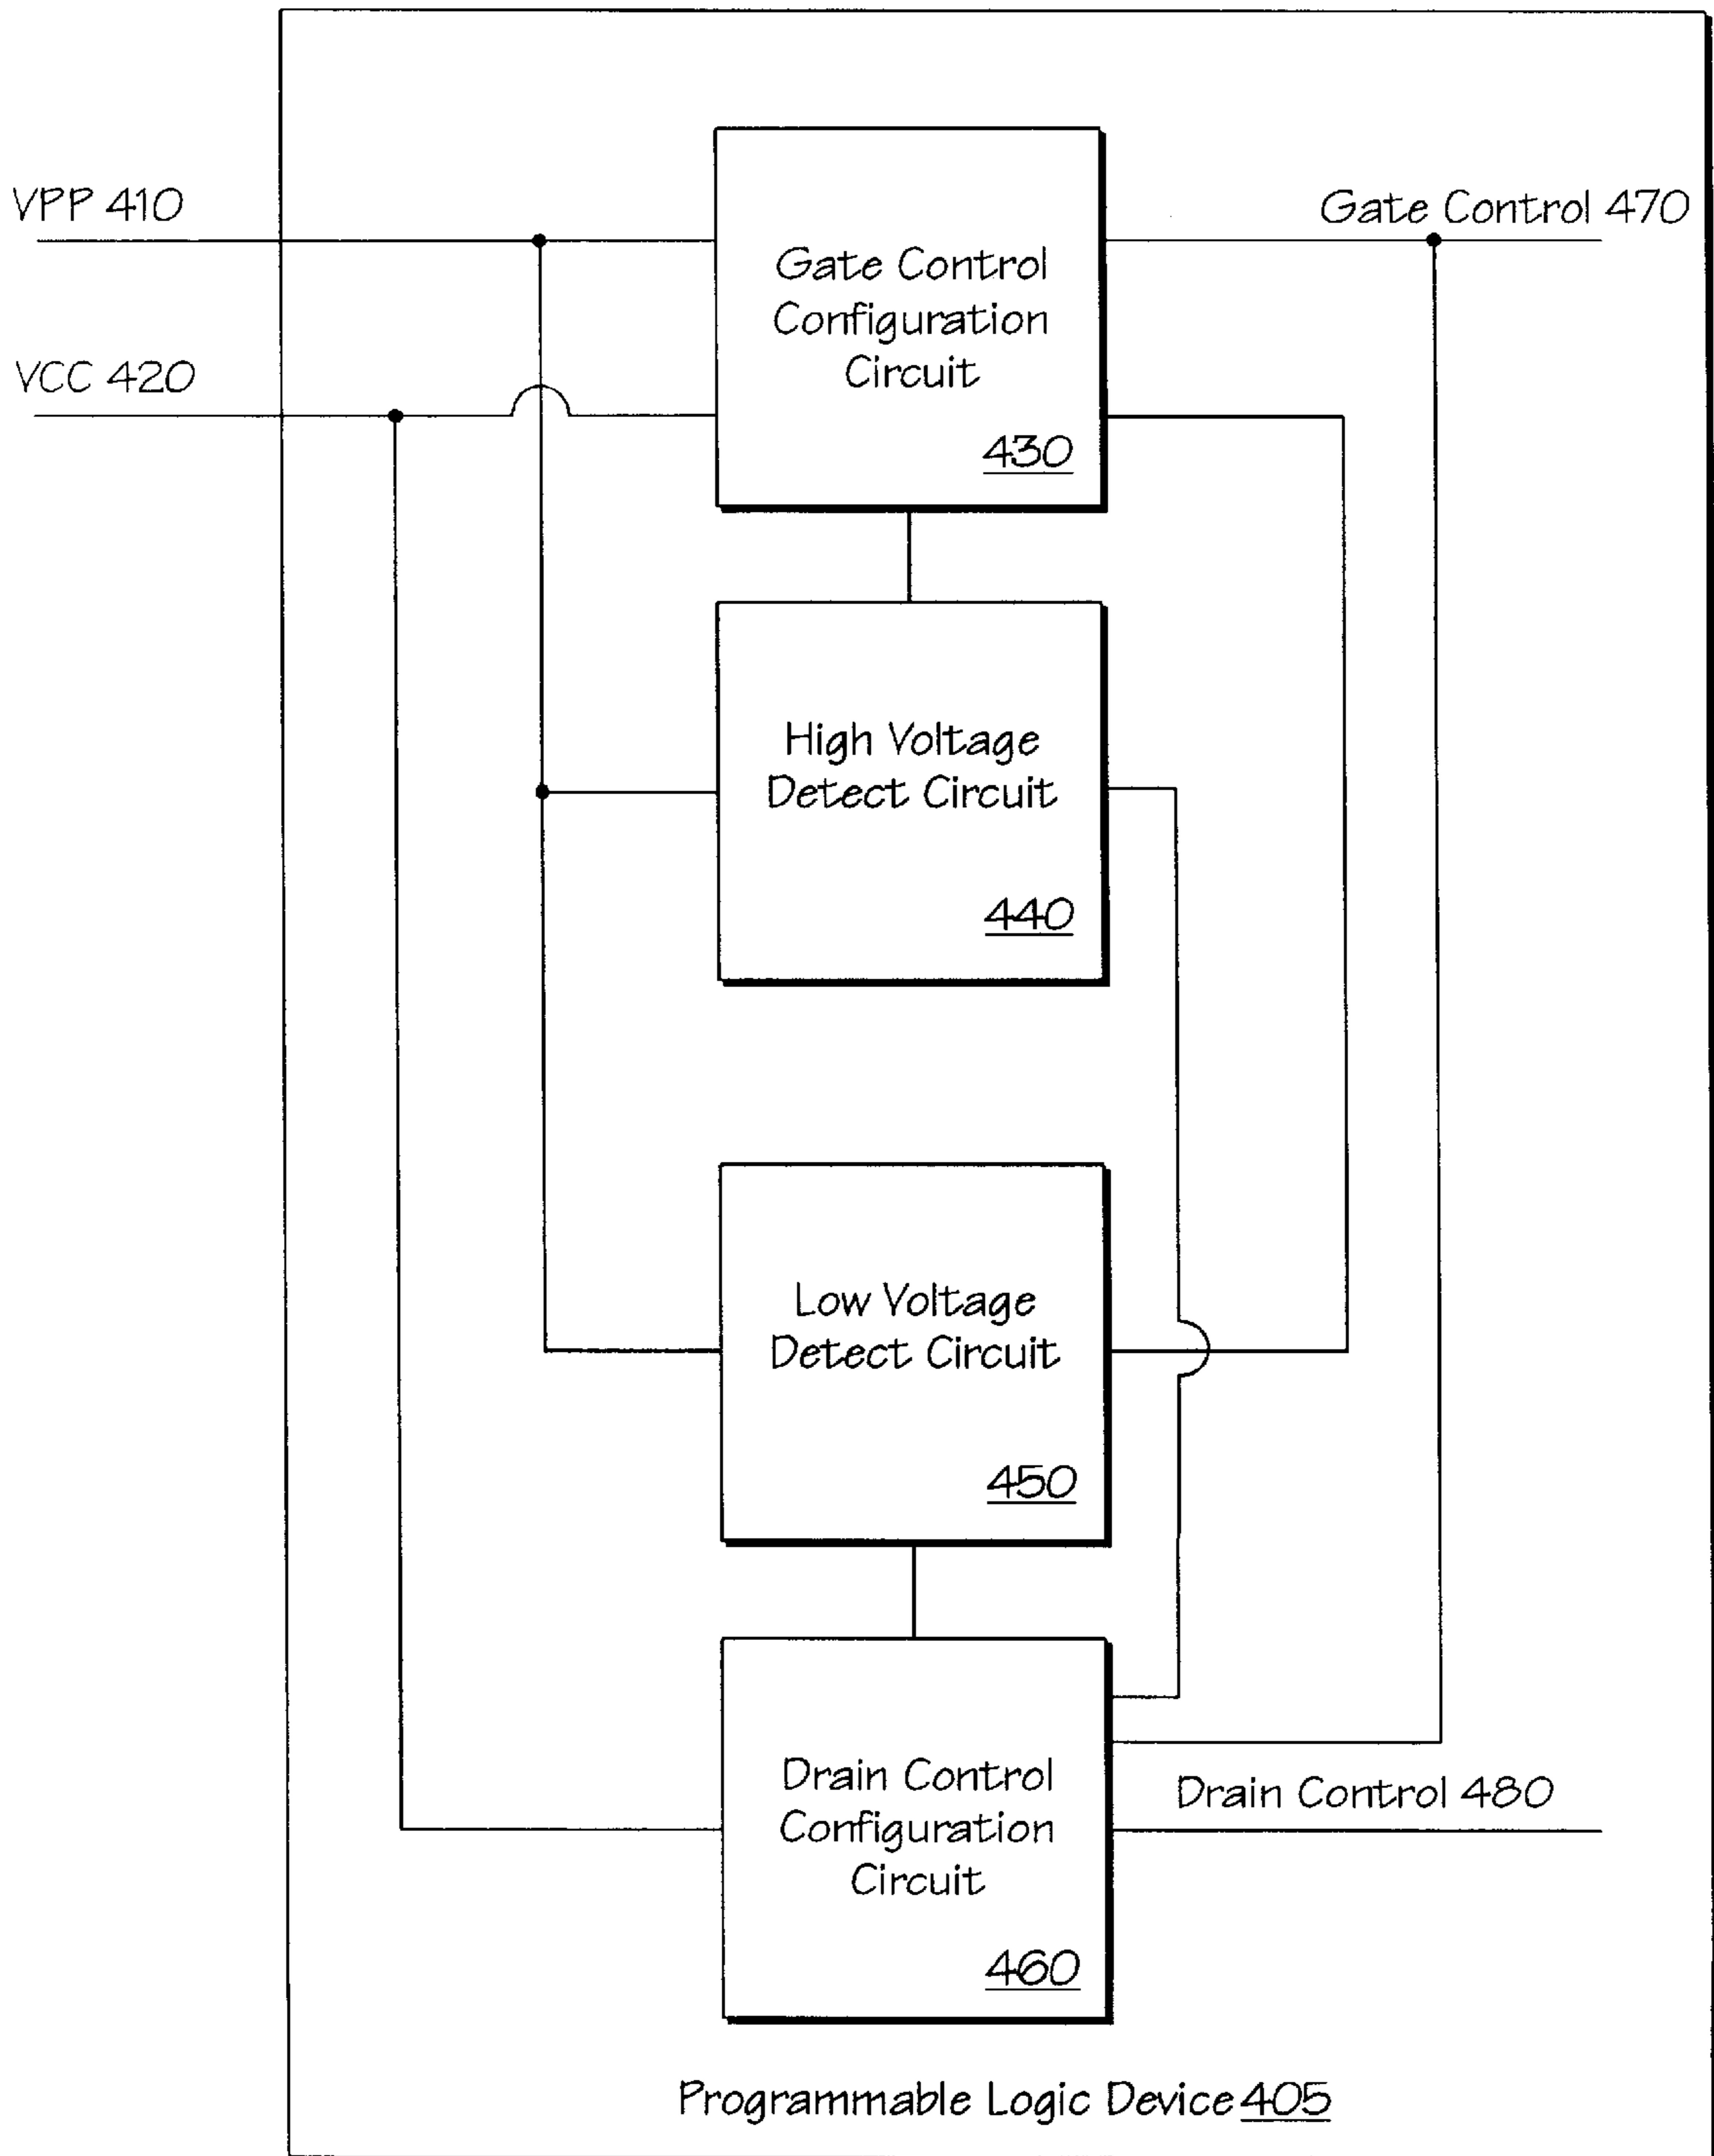 VPP 410
Gate Control 470
Gate Control
Configuration
Circuit
430
VCC 420
High Voltage
Detect Circuit
440
Low Voltage
Detect Circuit
450
Drain Control
Configuration
Circuit
460
Drain Control 480
Programmable Logic Device 405